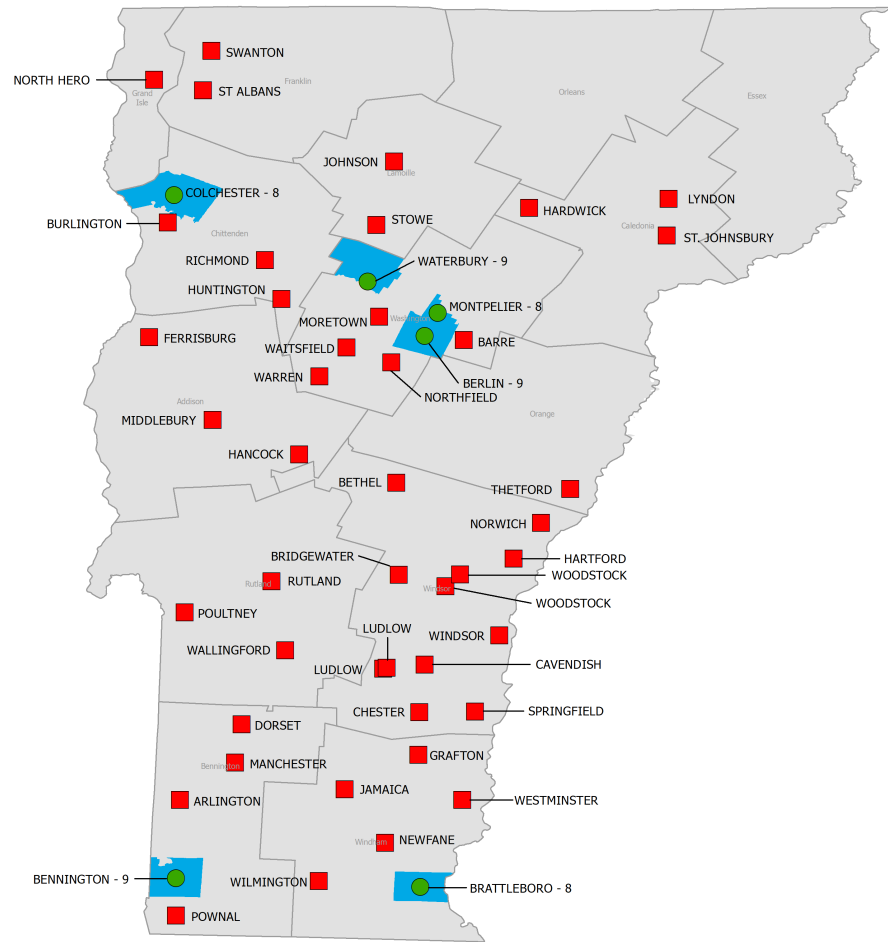 SWANTON
NORTH HERO
Franklin
ST ALBANS
Grand
Isle
Orleans
Essex
JOHNSON
Lamoille
COLCHESTER - 8
LYNDON
HARDWICK
BURLINGTON
STOWE
Chittenden
Caledonia
ST. JOHNSBURY
RICHMOND
WATERBURY - 9
HUNTINGTON
MONTPELIER - 8
MORETOWN
Washington
FERRISBURG
WAITSFIELD
BARRE
WARREN
BERLIN - 9
NORTHFIELD
Addison
Orange
MIDDLEBURY
HANCOCK
BETHEL
THETFORD
NORWICH
BRIDGEWATER
HARTFORD
WOODSTOCK
Rutland
RUTLAND
Windsor
WOODSTOCK
POULTNEY
LUDLOW
WINDSOR
WALLINGFORD
LUDLOW
CAVENDISH
CHESTER
SPRINGFIELD
DORSET
GRAFTON
Bennington
MANCHESTER
JAMAICA
ARLINGTON
WESTMINSTER
Windham
NEWFANE
BENNINGTON - 9
WILMINGTON
BRATTLEBORO - 8
POWNAL